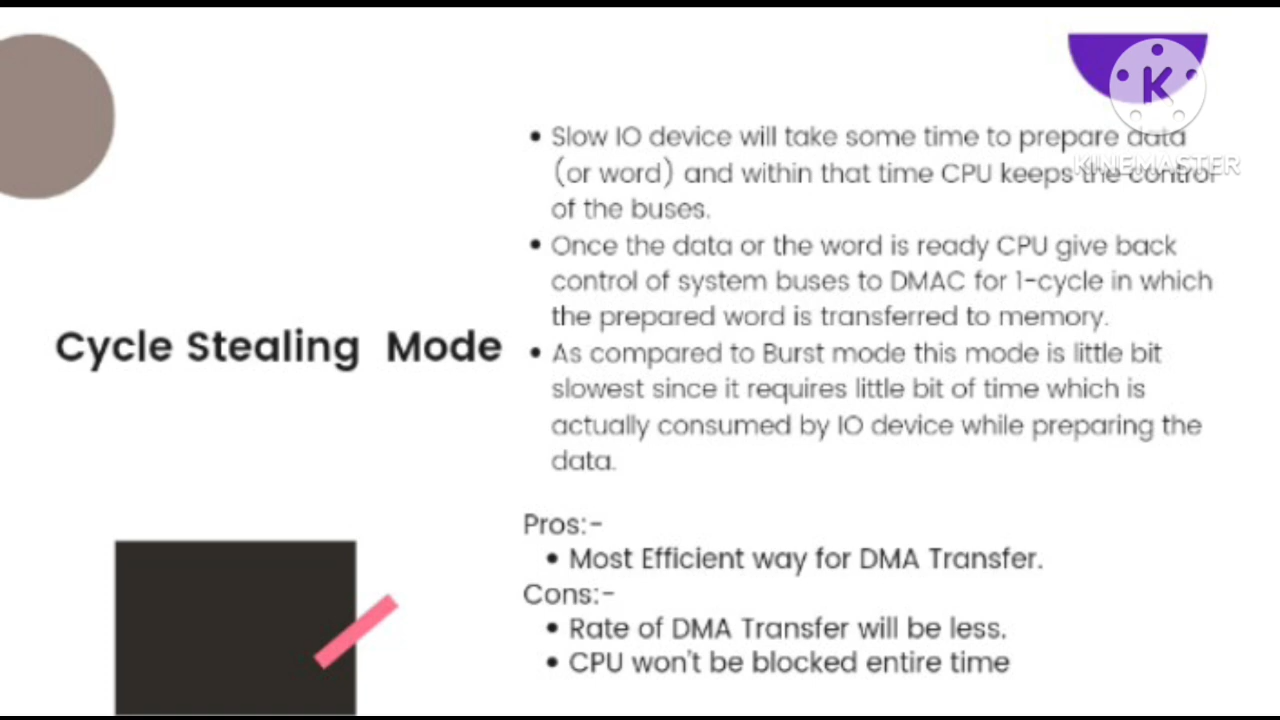 Cycle Stealing Mode
• Slow IO device will take some time to prepare data
(or word) and within that time CPU keeps the control
of the buses.
• Once the data or the word is ready CPU give back
control of system buses to DMAC for 1-cycle in which
the prepared word is transferred to memory.
• As compared to Burst mode this mode is little bit
slowest since it requires little bit of time which is
actually consumed by IO device while preparing the
data.
Pros:-
• Most Efficient way for DMA Transfer.
Cons:-
• Rate of DMA Transfer will be less.
• CPU won't be blocked entire time
K
KINEMASTER